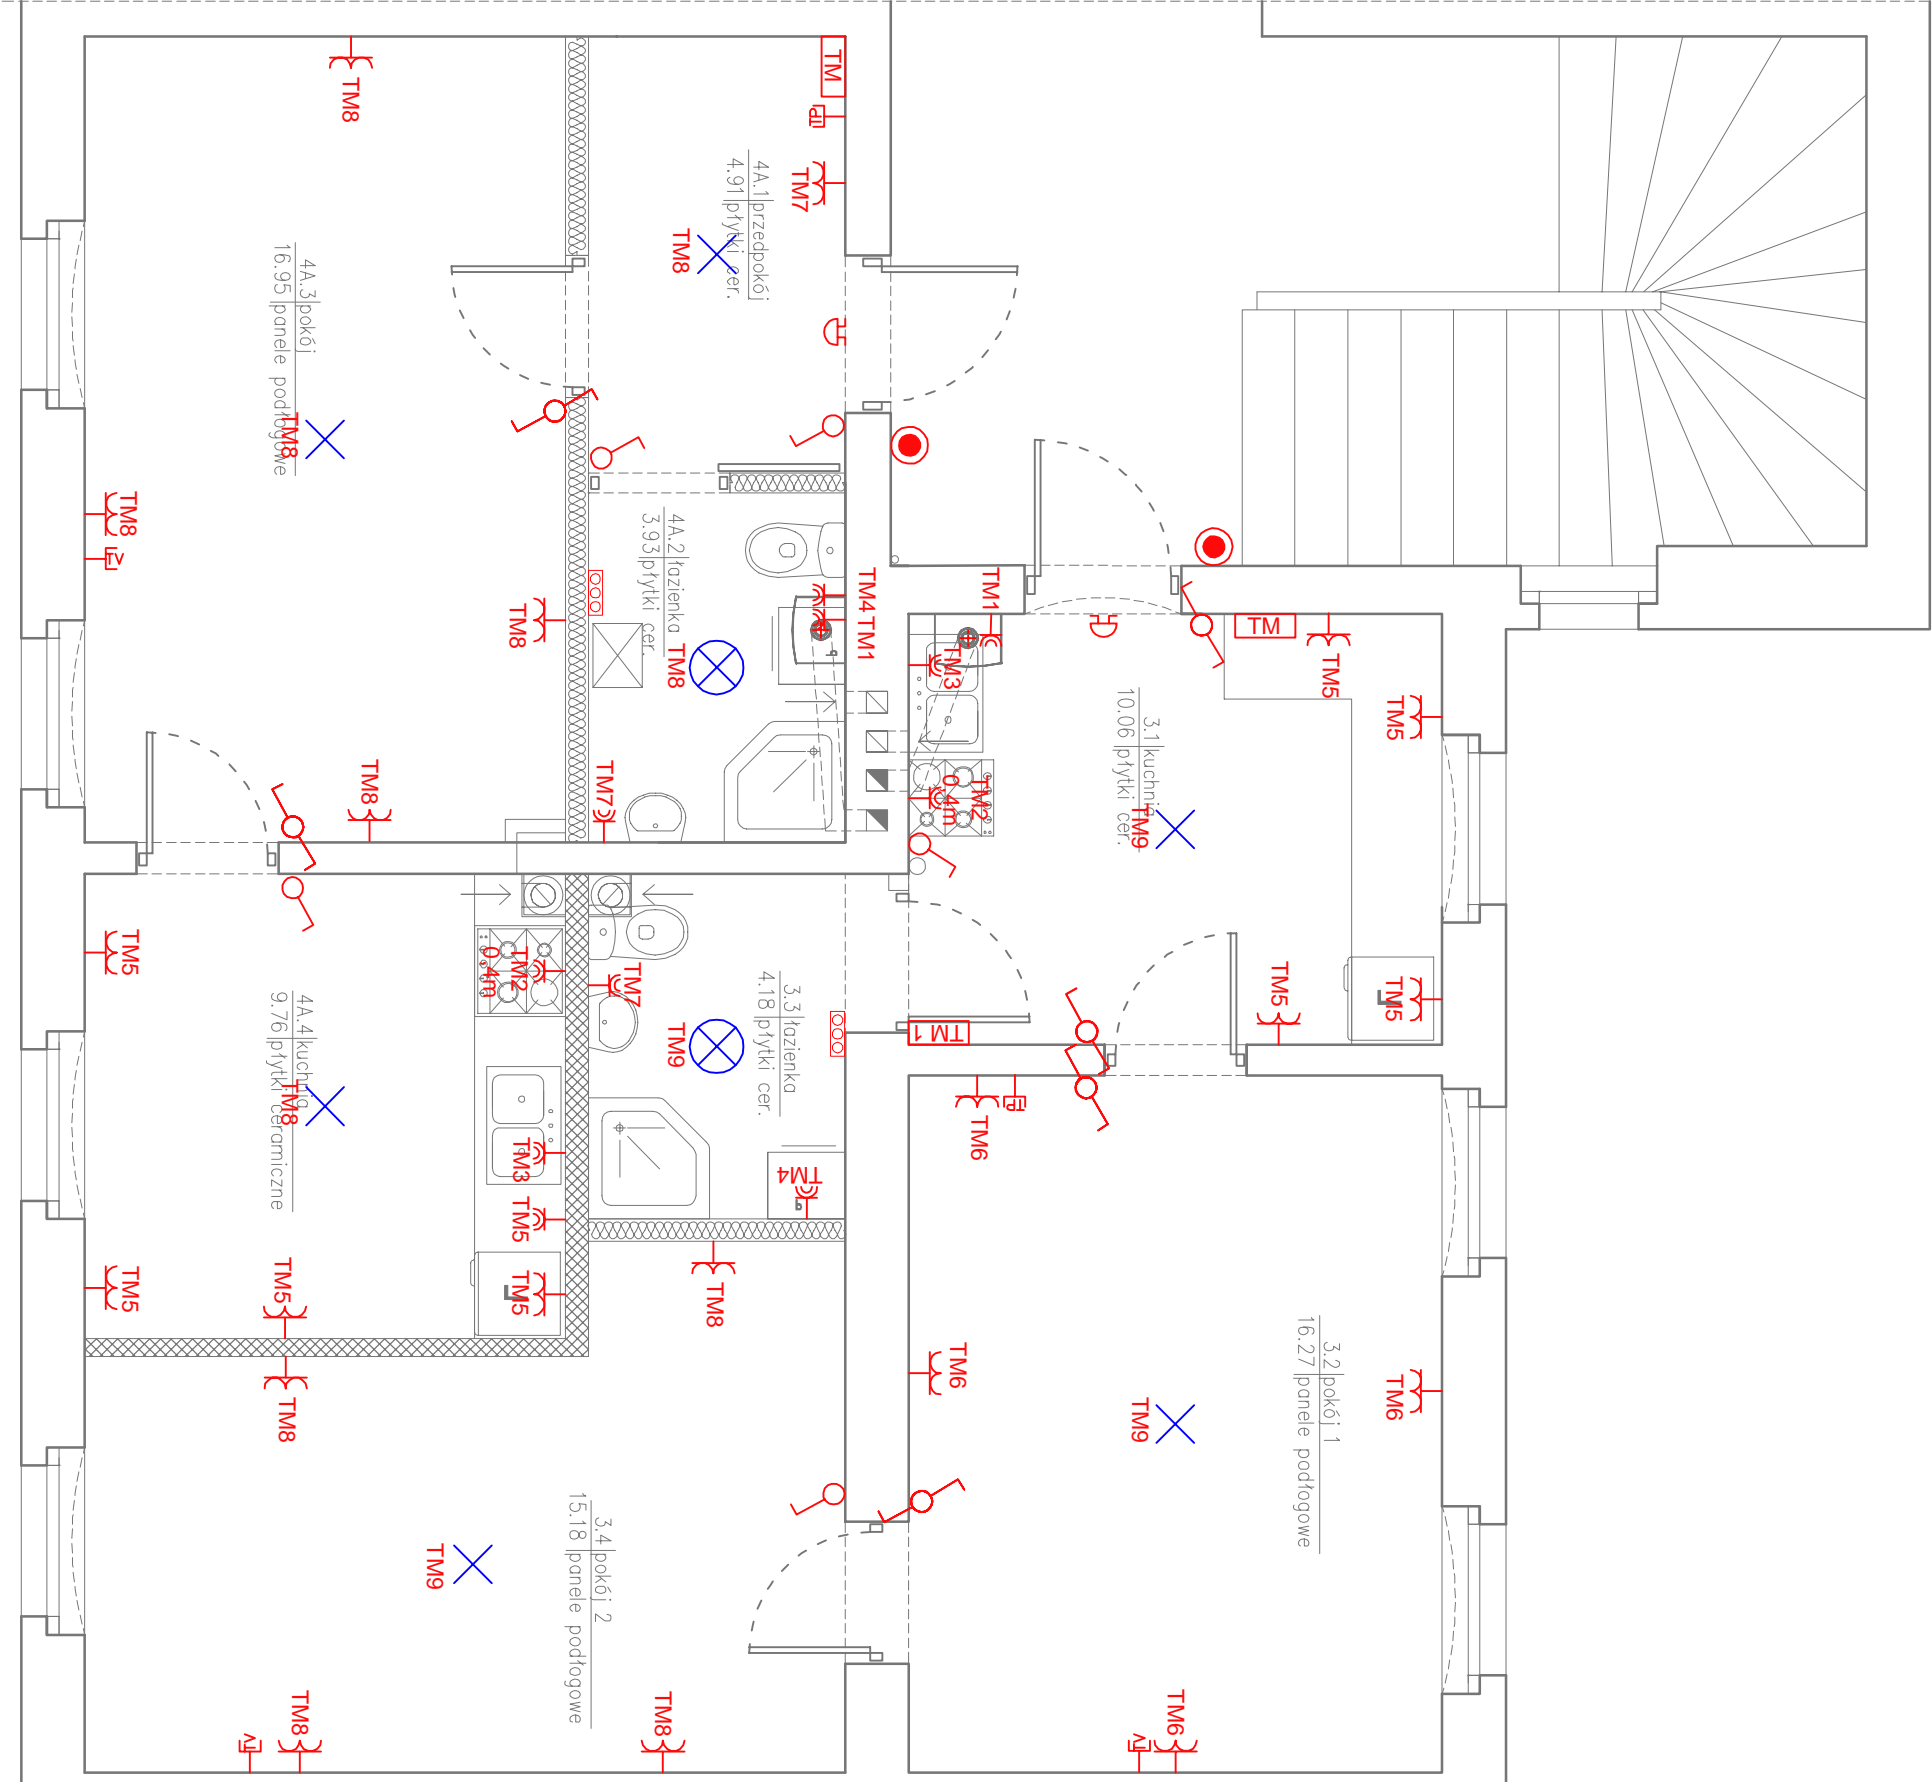 TM8
TM
TP
TM7
4A.1 przedpokój
4.91 płytki cer.
TM8
4A.3 pokój
16.95 panele podłogowe
TM8
TM8
TV
TM8
4A.2 łazienka
3.93 płytki cer.
TM8
TM4 TM1
TM1
TM3
TM
TM5
TM5
3.1 kuchnia
10.06 płytki cer.
TM9
TM2
0.4m
TM8
TM7
TM5
TM5
TM5
TM2
0.4m
TM7
TM9
3.3 łazienka
4.18 płytki cer.
TM 1
4A.4 kuchnia
9.76 płytki ceramiczne
TM8
TM3
TM5
TM5
L
TM5
TM5
TM4
TM6
TP
TM8
TM8
TM6
TM6
3.2 pokój 1
16.27 panele podłogowe
TM9
3.4 pokój 2
15.18 panele podłogowe
TM9
TM8
TV
TM8
TM6
TV